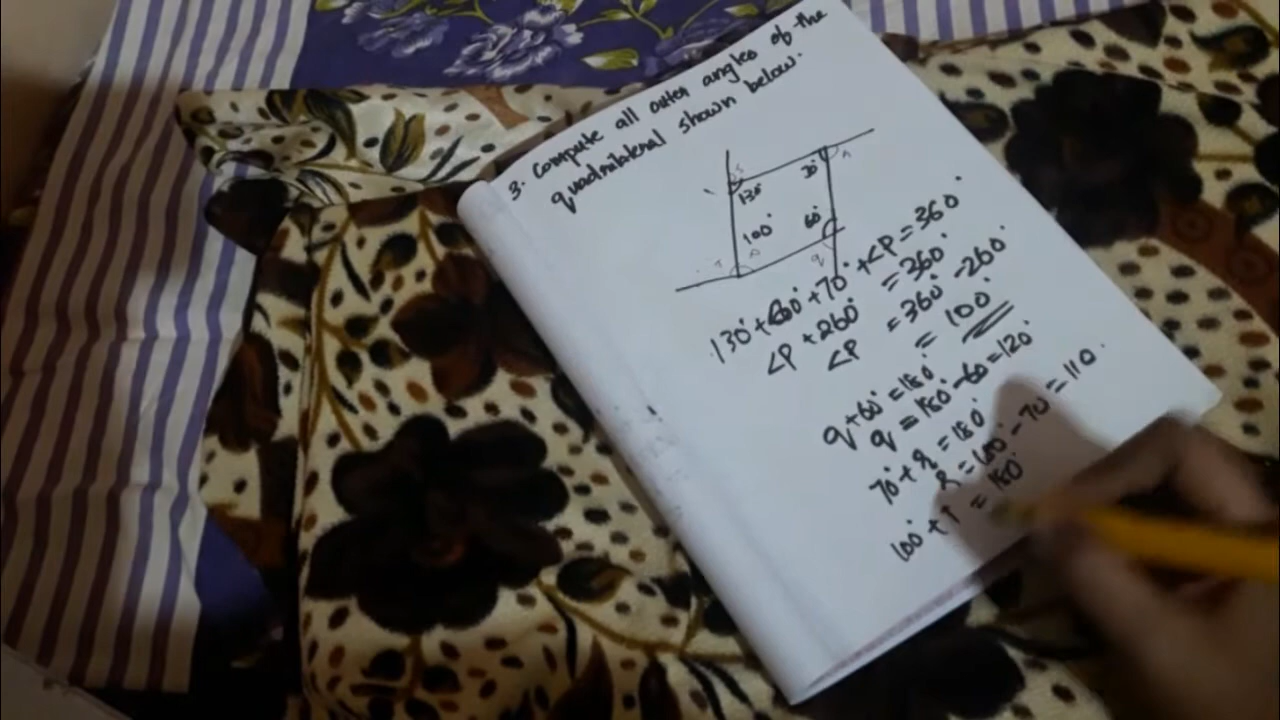 3. Compute all outer angles of the
quadrilateral shown below.
130°
70°
100°
60°
q
130° + 60° + 70° + ∠P = 360°
∠P + 260° = 360°
∠P = 360° - 260°
= 100°
q + 60° = 180°
q = 180° - 60 = 120°
70° + r = 180°
r = 180° - 70° = 110.
100° + P = 180°